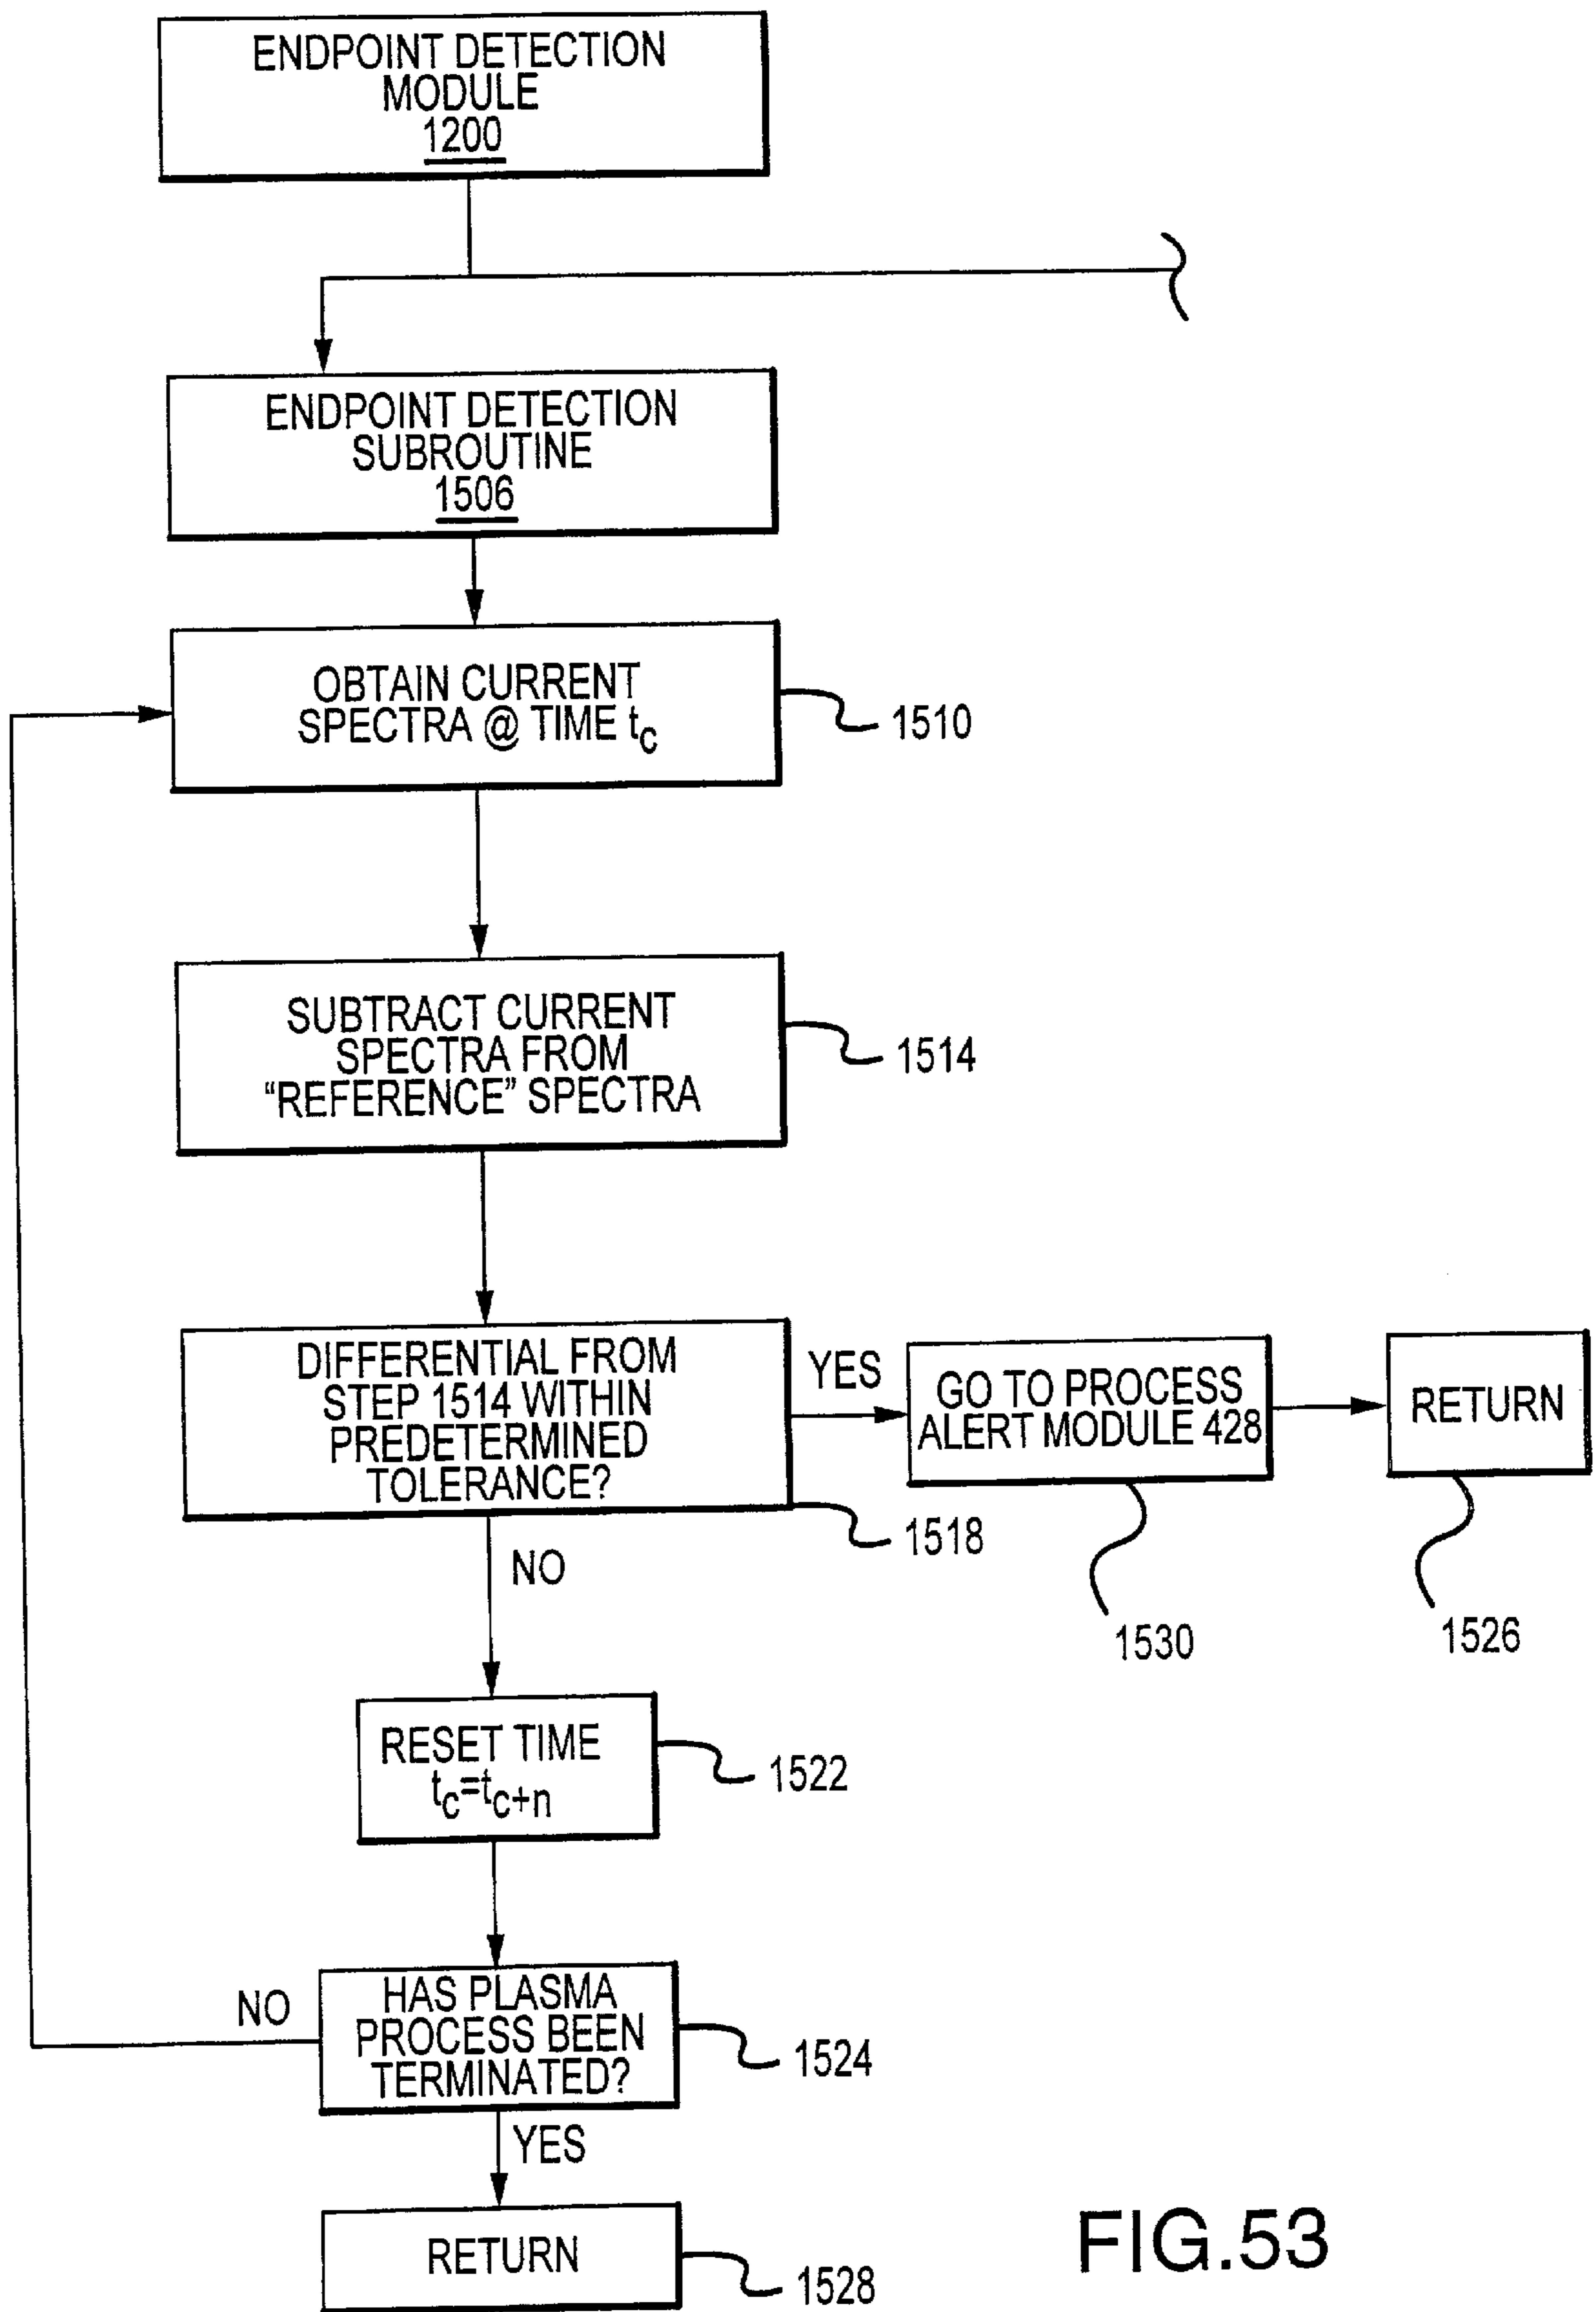 ENDPOINT DETECTION
MODULE
1200
ENDPOINT DETECTION
SUBROUTINE
1506
OBTAIN CURRENT
SPECTRA @ TIME tc
1510
SUBTRACT CURRENT
SPECTRA FROM
“REFERENCE” SPECTRA
1514
DIFFERENTIAL FROM
STEP 1514 WITHIN
PREDETERMINED
TOLERANCE?
1518
YES
GO TO PROCESS
ALERT MODULE 428
1530
RETURN
1526
NO
RESET TIME
tc=tc+n
1522
HAS PLASMA
PROCESS BEEN
TERMINATED?
1524
NO
YES
RETURN
1528
FIG.53